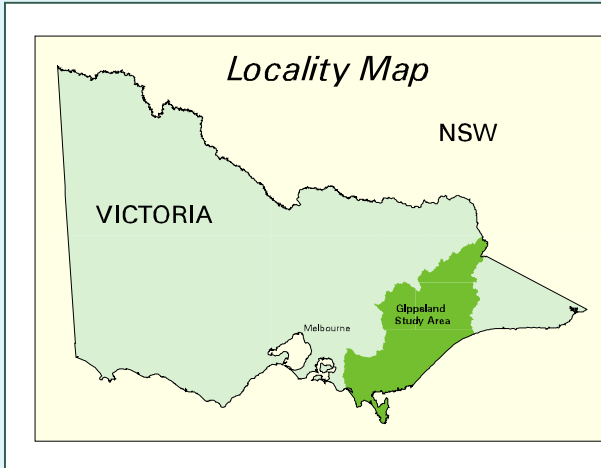 Locality Map
NSW
VICTORIA
Gippsland
Study Area
Melbourne